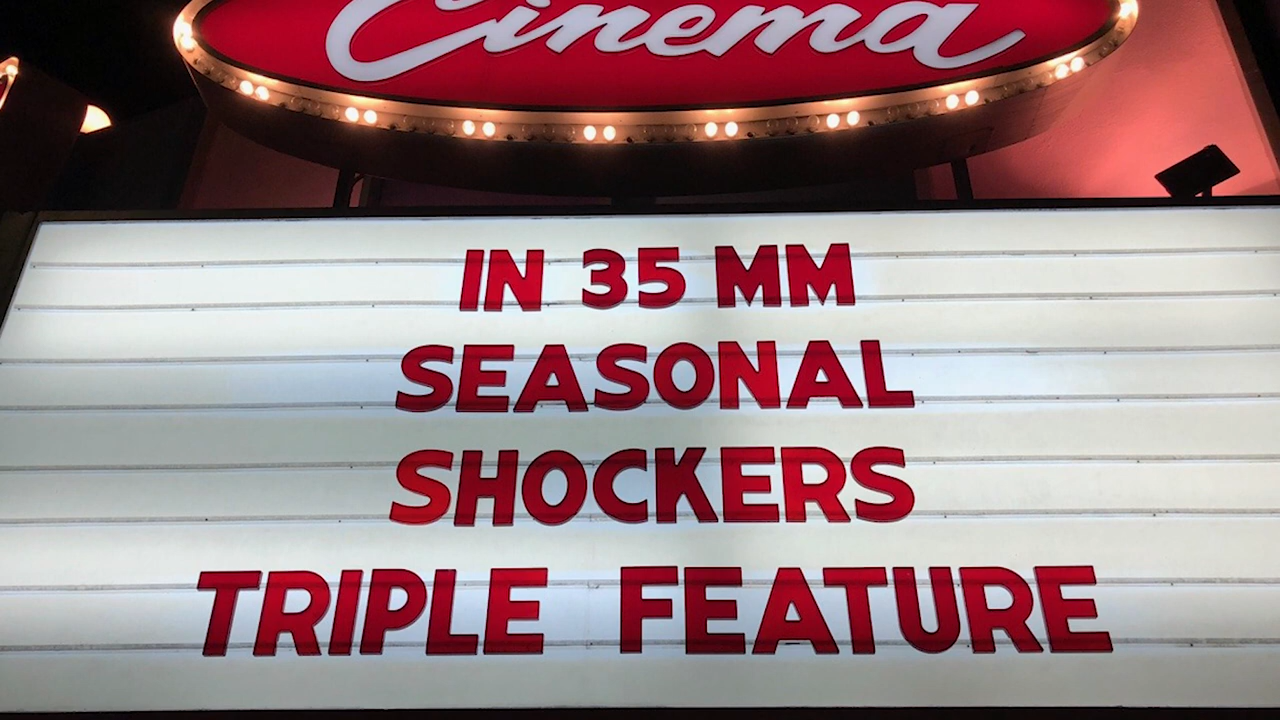 Cinema
IN 35 MM
SEASONAL
SHOCKERS
TRIPLE FEATURE